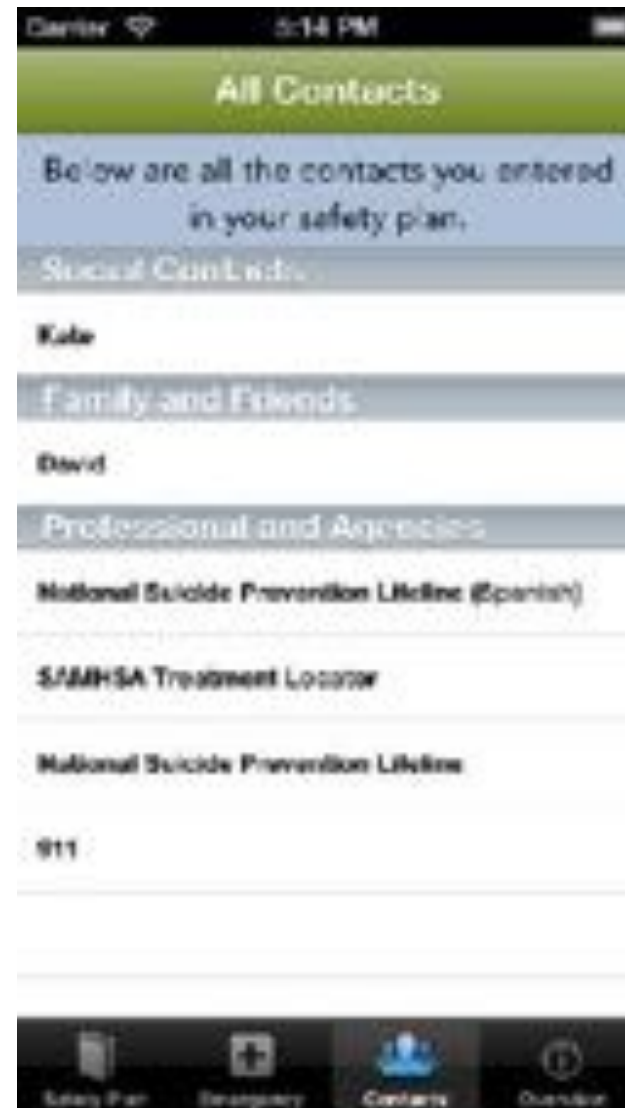 Carrier 5:14 PM
All Contacts
Below are all the contacts you entered
in your safety plan.
Social Contacts
Family and Friends
David
Professional and Agencies
National Suicide Prevention Lifeline (Spanish)
SAMHSA Treatment Locator
National Suicide Prevention Lifeline
911
Safety Plan Emergency Contacts Overview